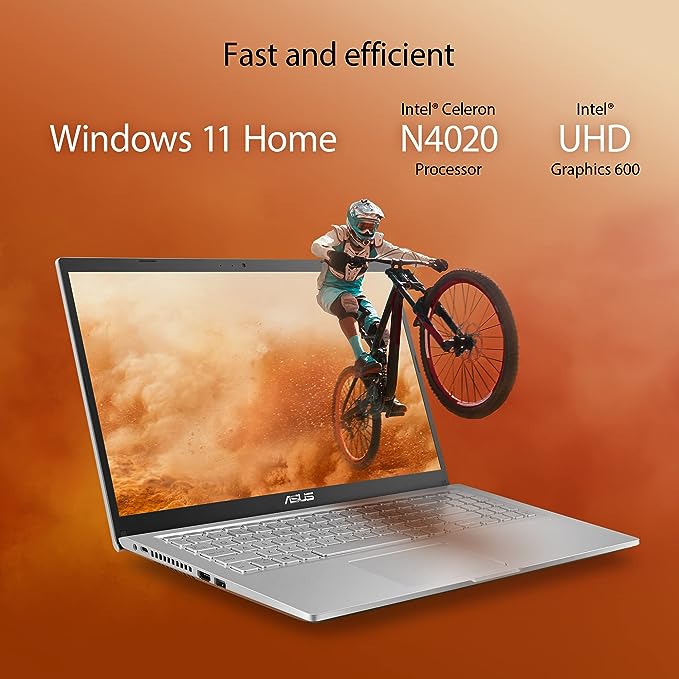 Fast and efficient
Windows 11 Home
Intel® Celeron
N4020
Processor
Intel®
UHD
Graphics 600
ASUS